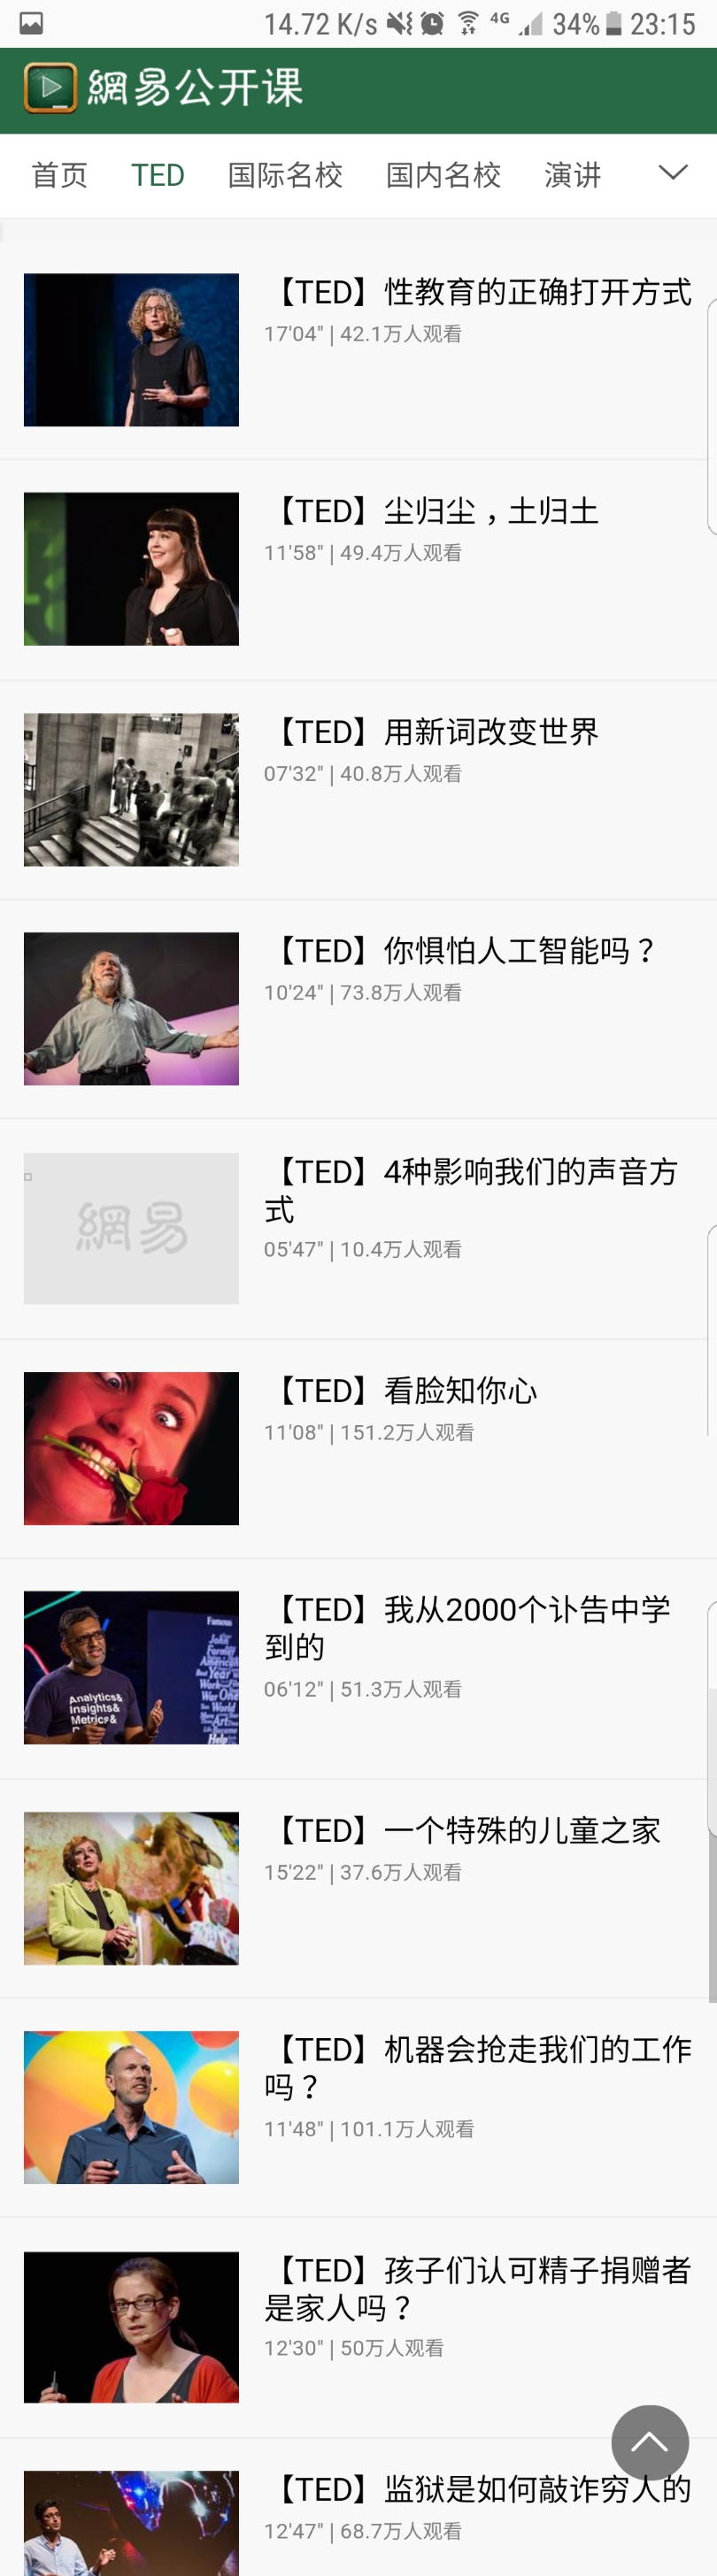 14.72 K/s 4G 34% 23:15
網易公开课
首页 TED 国际名校 国内名校 演讲
【TED】性教育的正确打开方式
17'04" | 42.1万人观看
【TED】尘归尘，土归土
11'58" | 49.4万人观看
【TED】用新词改变世界
07'32" | 40.8万人观看
【TED】你惧怕人工智能吗？
10'24" | 73.8万人观看
網易
【TED】4种影响我们的声音方
式
05'47" | 10.4万人观看
【TED】看脸知你心
11'08" | 151.2万人观看
Famous
John
Former
American
Year
Work
War One
World
Art
Help
Analytics&
Insights&
Metrics&
【TED】我从2000个讣告中学
到的
06'12" | 51.3万人观看
【TED】一个特殊的儿童之家
15'22" | 37.6万人观看
【TED】机器会抢走我们的工作
吗？
11'48" | 101.1万人观看
【TED】孩子们认可精子捐赠者
是家人吗？
12'30" | 50万人观看
【TED】监狱是如何敲诈穷人的
12'47" | 68.7万人观看